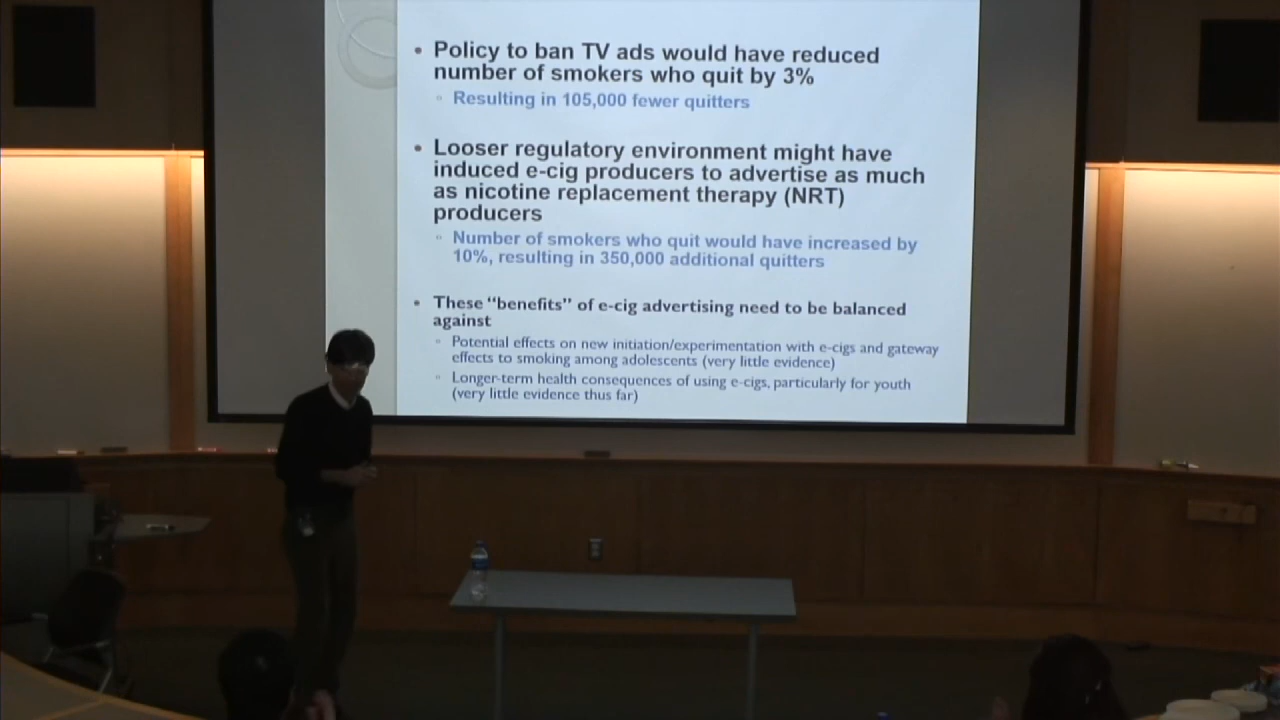 • Policy to ban TV ads would have reduced
number of smokers who quit by 3%
▫ Resulting in 105,000 fewer quitters
• Looser regulatory environment might have
induced e-cig producers to advertise as much
as nicotine replacement therapy (NRT)
producers
▫ Number of smokers who quit would have increased by
10%, resulting in 350,000 additional quitters
• These “benefits” of e-cig advertising need to be balanced
against
▫ Potential effects on new initiation/experimentation with e-cigs and gateway
effects to smoking among adolescents (very little evidence)
▫ Longer-term health consequences of using e-cigs, particularly for youth
(very little evidence thus far)